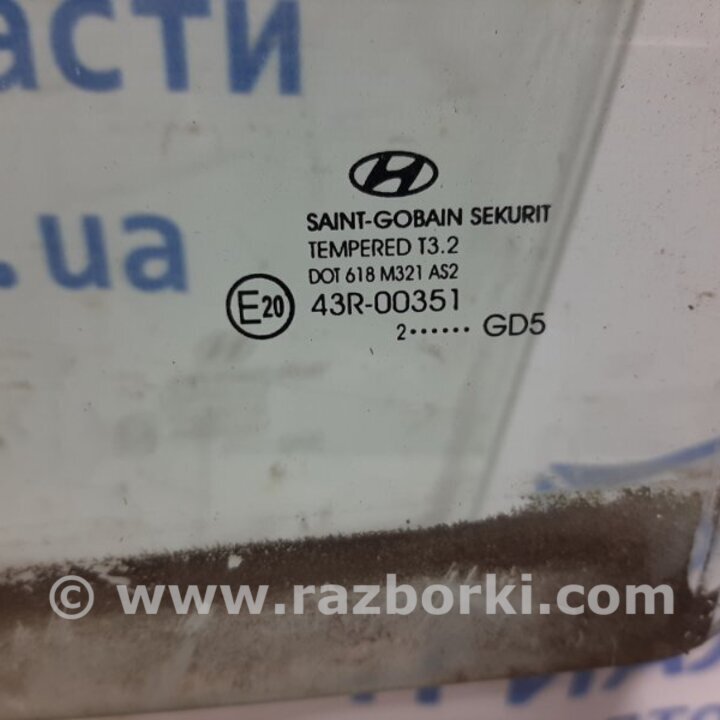 асти
.ua
SAINT-GOBAIN SEKURIT
TEMPERED T3.2
DOT 618 M321 AS2
E20 43R-00351
2······ GD5
© www.razborki.com